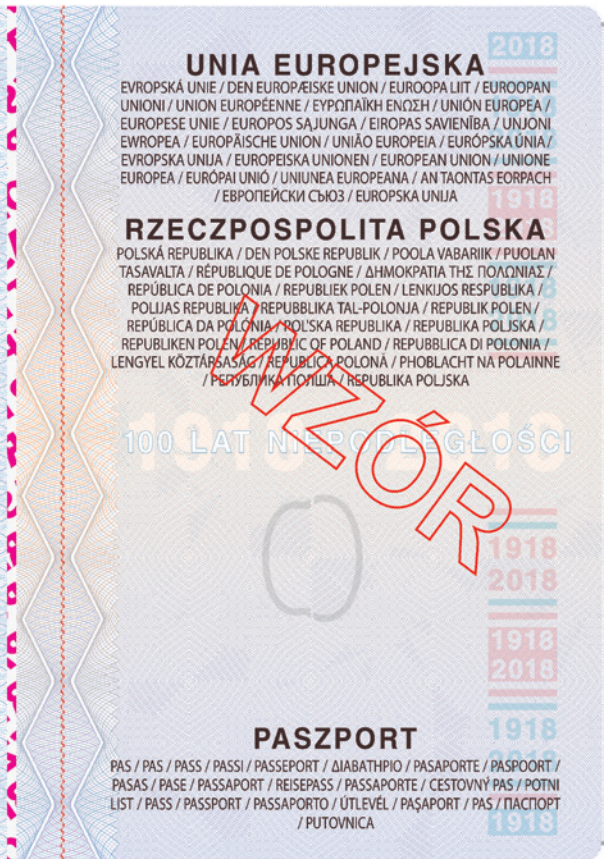 2018
UNIA EUROPEJSKA
EVROPSKÁ UNIE / DEN EUROPÆISKE UNION / EUROOPA LIIT / EUROOPAN
UNIONI / UNION EUROPÉENNE / ΕΥΡΩΠΑΪΚΗ ΕΝΩΣΗ / UNIÓN EUROPEA /
EUROPESE UNIE / EUROPOS SĄJUNGA / EIROPAS SAVIENĪBA / UNJONI
EWROPEA / EUROPÄISCHE UNION / UNIÃO EUROPEIA / EURÓPSKA ÚNIA /
EVROPSKA UNIJA / EUROPEISKA UNIONEN / EUROPEAN UNION / UNIONE
EUROPEA / EURÓPAI UNIÓ / UNIUNEA EUROPEANA / AN TAONTAS EORPACH
/ ЕВРОПЕЙСКИ СЪЮЗ / EUROPSKA UNIJA
1918
RZECZPOSPOLITA POLSKA
POLSKÁ REPUBLIKA / DEN POLSKE REPUBLIK / POOLA VABARIIK / PUOLAN
TASAVALTA / RÉPUBLIQUE DE POLOGNE / ΔΗΜΟΚΡΑΤΙΑ ΤΗΣ ΠΟΛΩΝΙΑΣ /
REPÚBLICA DE POLONIA / REPUBLIEK POLEN / LENKIJOS RESPUBLIKA /
POLIJAS REPUBLIKA / REPUBBLIKA TAL-POLONJA / REPUBLIK POLEN /
REPÚBLICA DA POLÓNIA / POĽSKA REPUBLIKA / REPUBLIKA POLJSKA /
REPUBLIKEN POLEN / REPUBLIC OF POLAND / REPUBBLICA DI POLONIA /
LENGYEL KÖZTÁRSASÁG / REPUBLICA POLONĂ / PHOBLACHT NA POLAINNE
/ РЕПУБЛИКА ПОЛША / REPUBLIKA POLJSKA
WZÓR
1918 2018
100 LAT NIEPODLEGŁOŚCI
1918
2018
1918
2018
1918
PASZPORT
PAS / PAS / PASS / PASSI / PASSEPORT / ΔΙΑΒΑΤΗΡΙΟ / PASAPORTE / PASPOORT /
PASAS / PASE / PASSAPORT / REISEPASS / PASSAPORTE / CESTOVNÝ PAS / POTNI
LIST / PASS / PASSPORT / PASSAPORTO / ÚTLEVÉL / PAŞAPORT / PAS / ПАСПОРТ
/ PUTOVNICA
1918